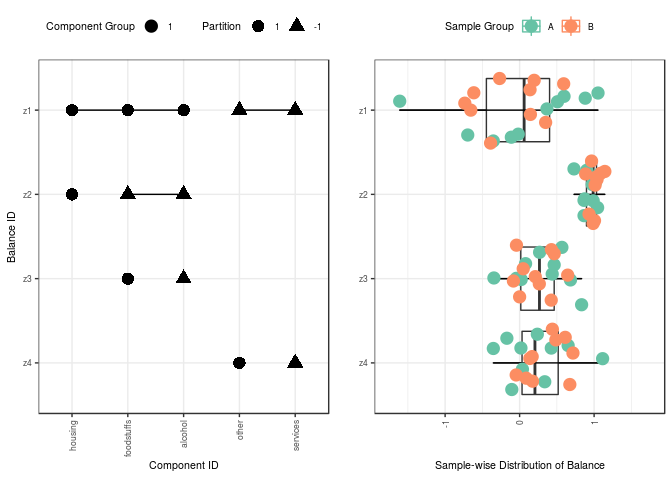 Component Group 1 Partition 1 -1
Sample Group A B
Balance ID
z1
z2
z3
z4
housing
foodstuffs
alcohol
other
services
Component ID
z1
z2
z3
z4
-1
0
1
Sample-wise Distribution of Balance